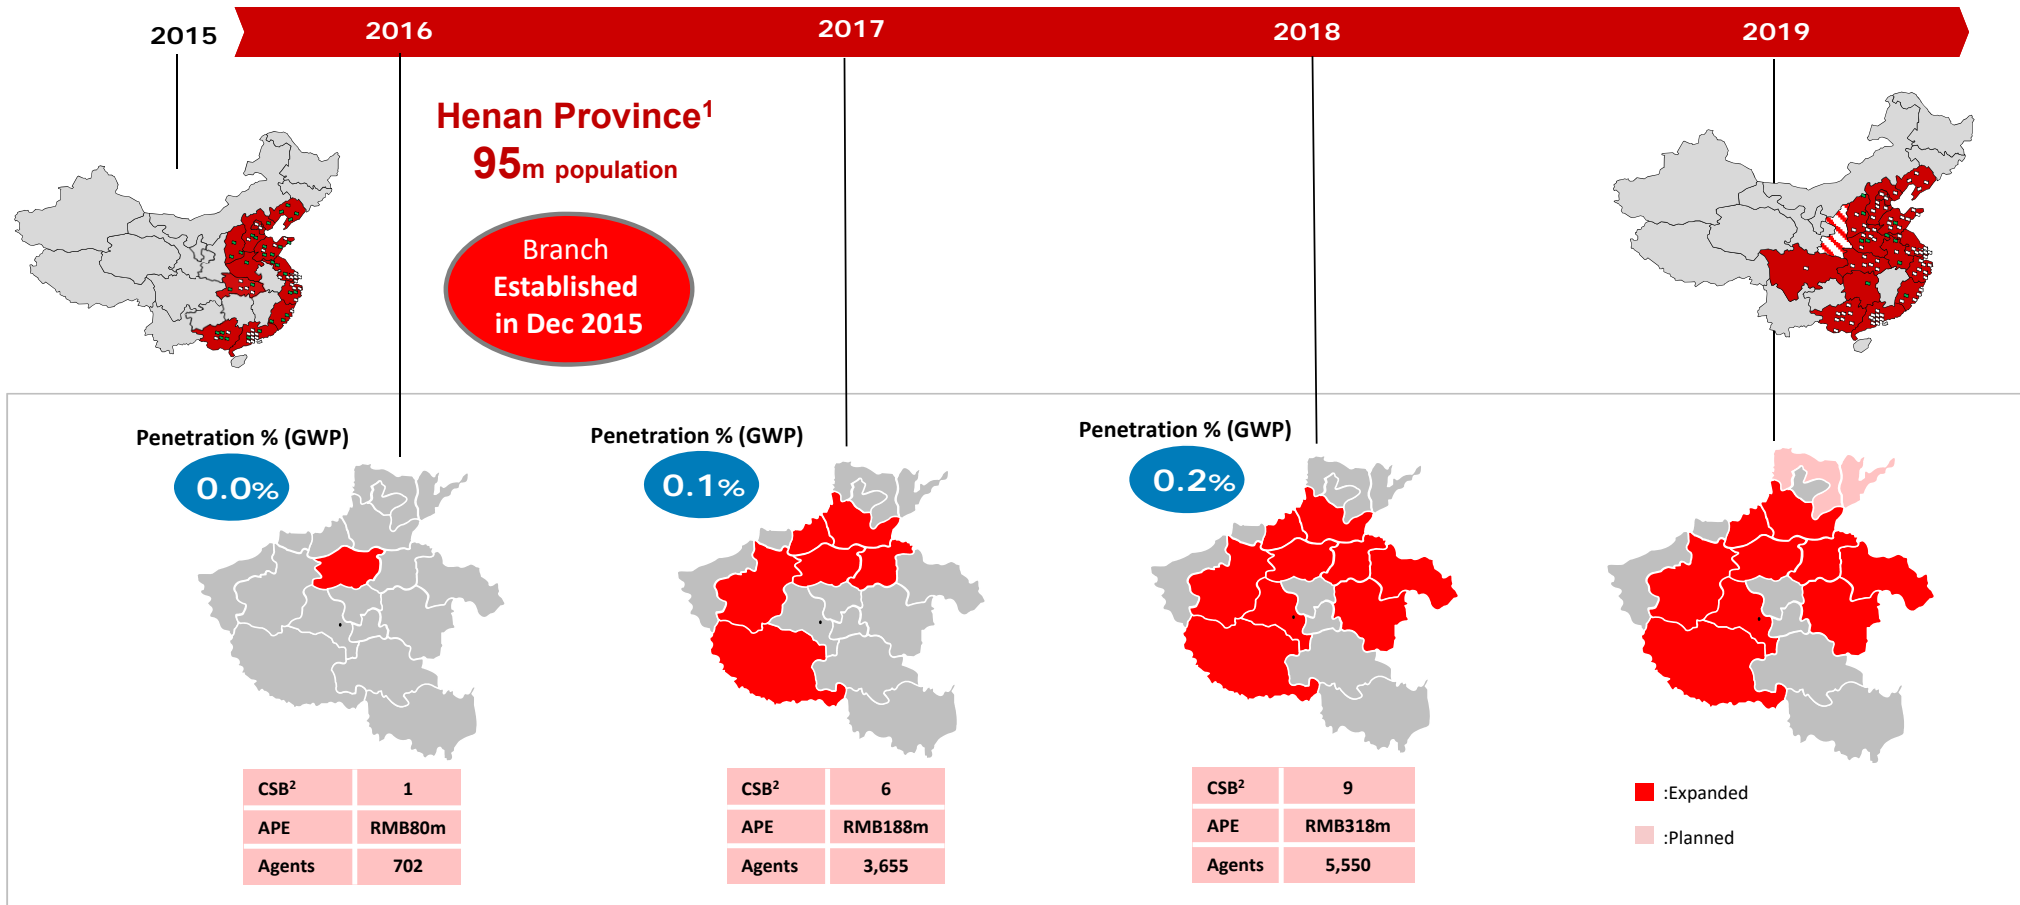 2015
2016
2017
2018
2019
Henan Province1
95m population
Branch
Established
in Dec 2015
Penetration % (GWP)
0.0%
Penetration % (GWP)
0.1%
Penetration % (GWP)
0.2%
CSB2 1
APE RMB80m
Agents 702
CSB2 6
APE RMB188m
Agents 3,655
CSB2 9
APE RMB318m
Agents 5,550
:Expanded
:Planned